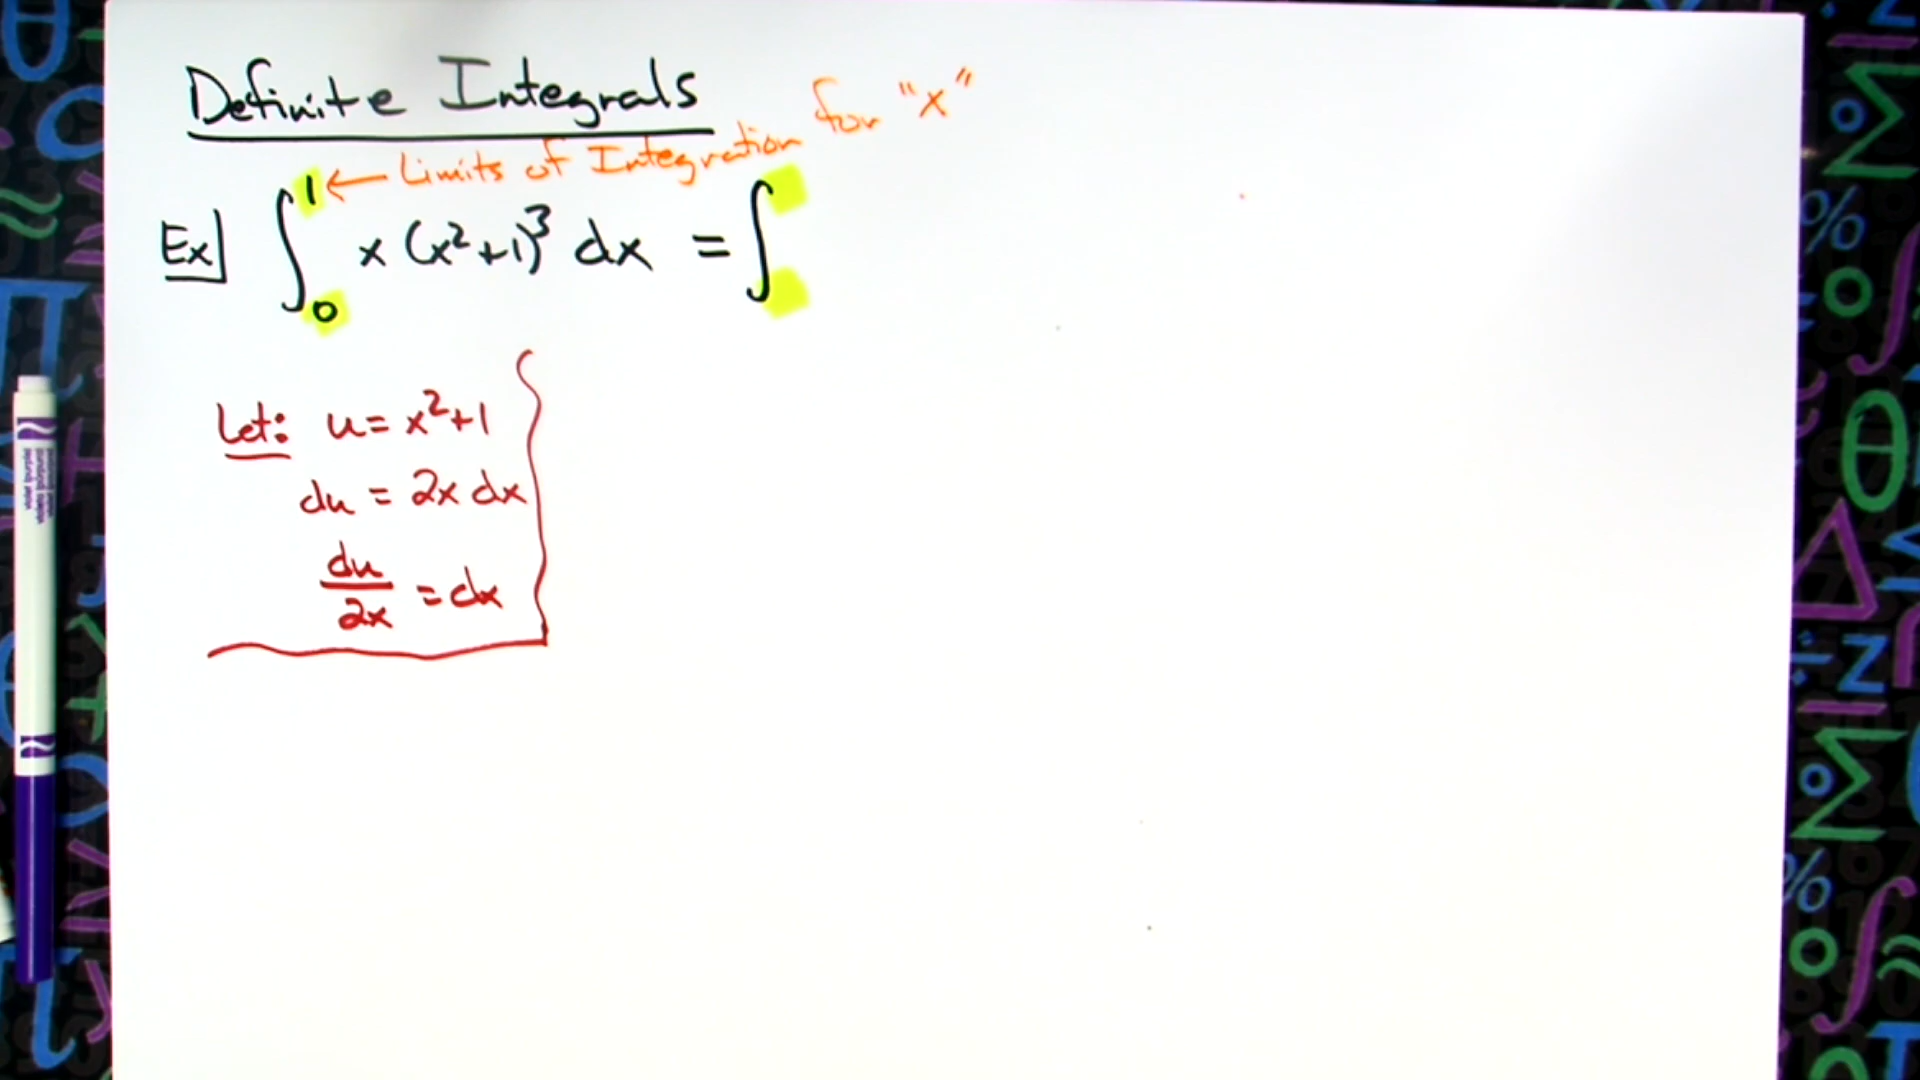 Definite Integrals
← Limits of Integration for "x"
Ex] ∫₀¹ x (x²+1)³ dx = ∫
Let: u = x²+1
du = 2x dx
du/2x = dx